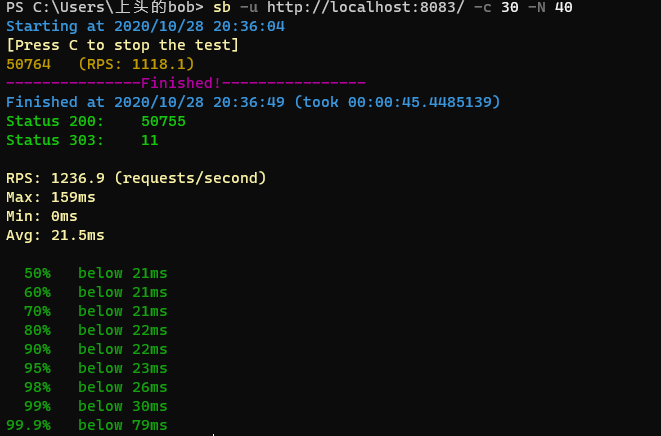 PS C:\Users\上头的bob> sb -u http://localhost:8083/ -c 30 -N 40
Starting at 2020/10/28 20:36:04
[Press C to stop the test]
50764   (RPS: 1118.1)
---------------Finished!----------------
Finished at 2020/10/28 20:36:49 (took 00:00:45.4485139)
Status 200:    50755
Status 303:    11
RPS: 1236.9 (requests/second)
Max: 159ms
Min: 0ms
Avg: 21.5ms
50%   below 21ms
60%   below 21ms
70%   below 21ms
80%   below 22ms
90%   below 22ms
95%   below 23ms
98%   below 26ms
99%   below 30ms
99.9%   below 79ms